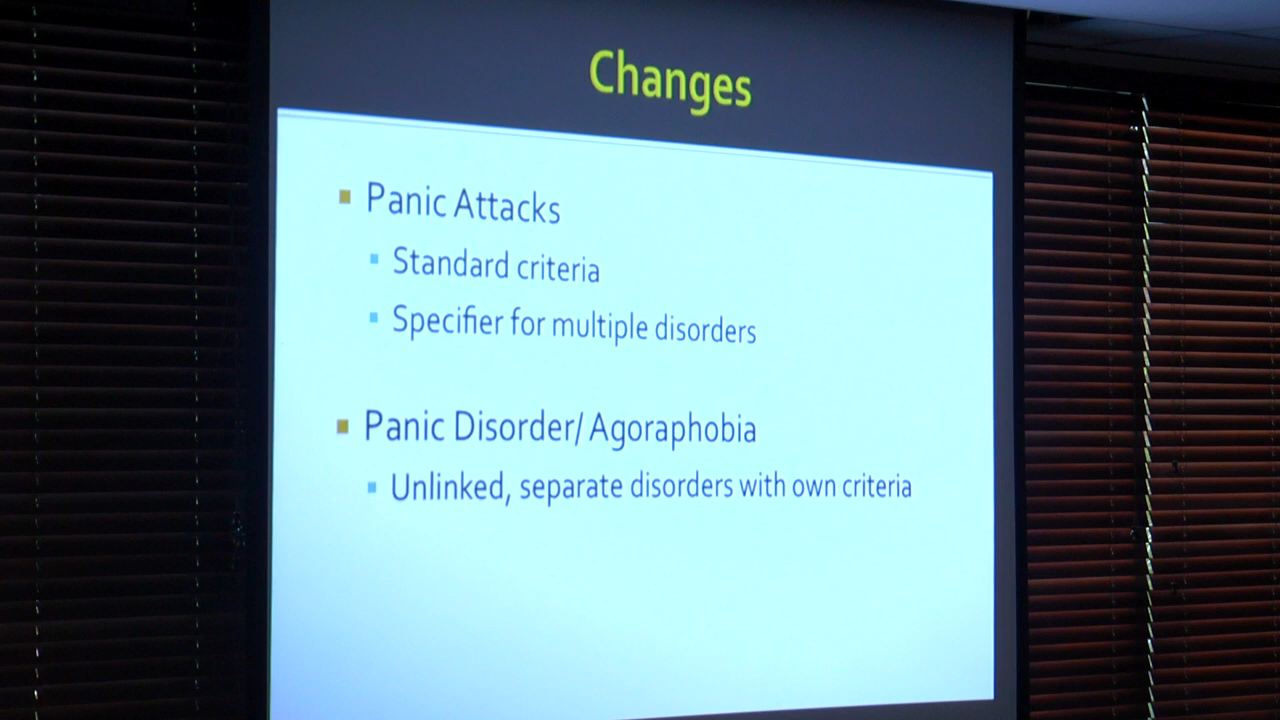 Changes
Panic Attacks
Standard criteria
Specifier for multiple disorders
Panic Disorder/ Agoraphobia
Unlinked, separate disorders with own criteria